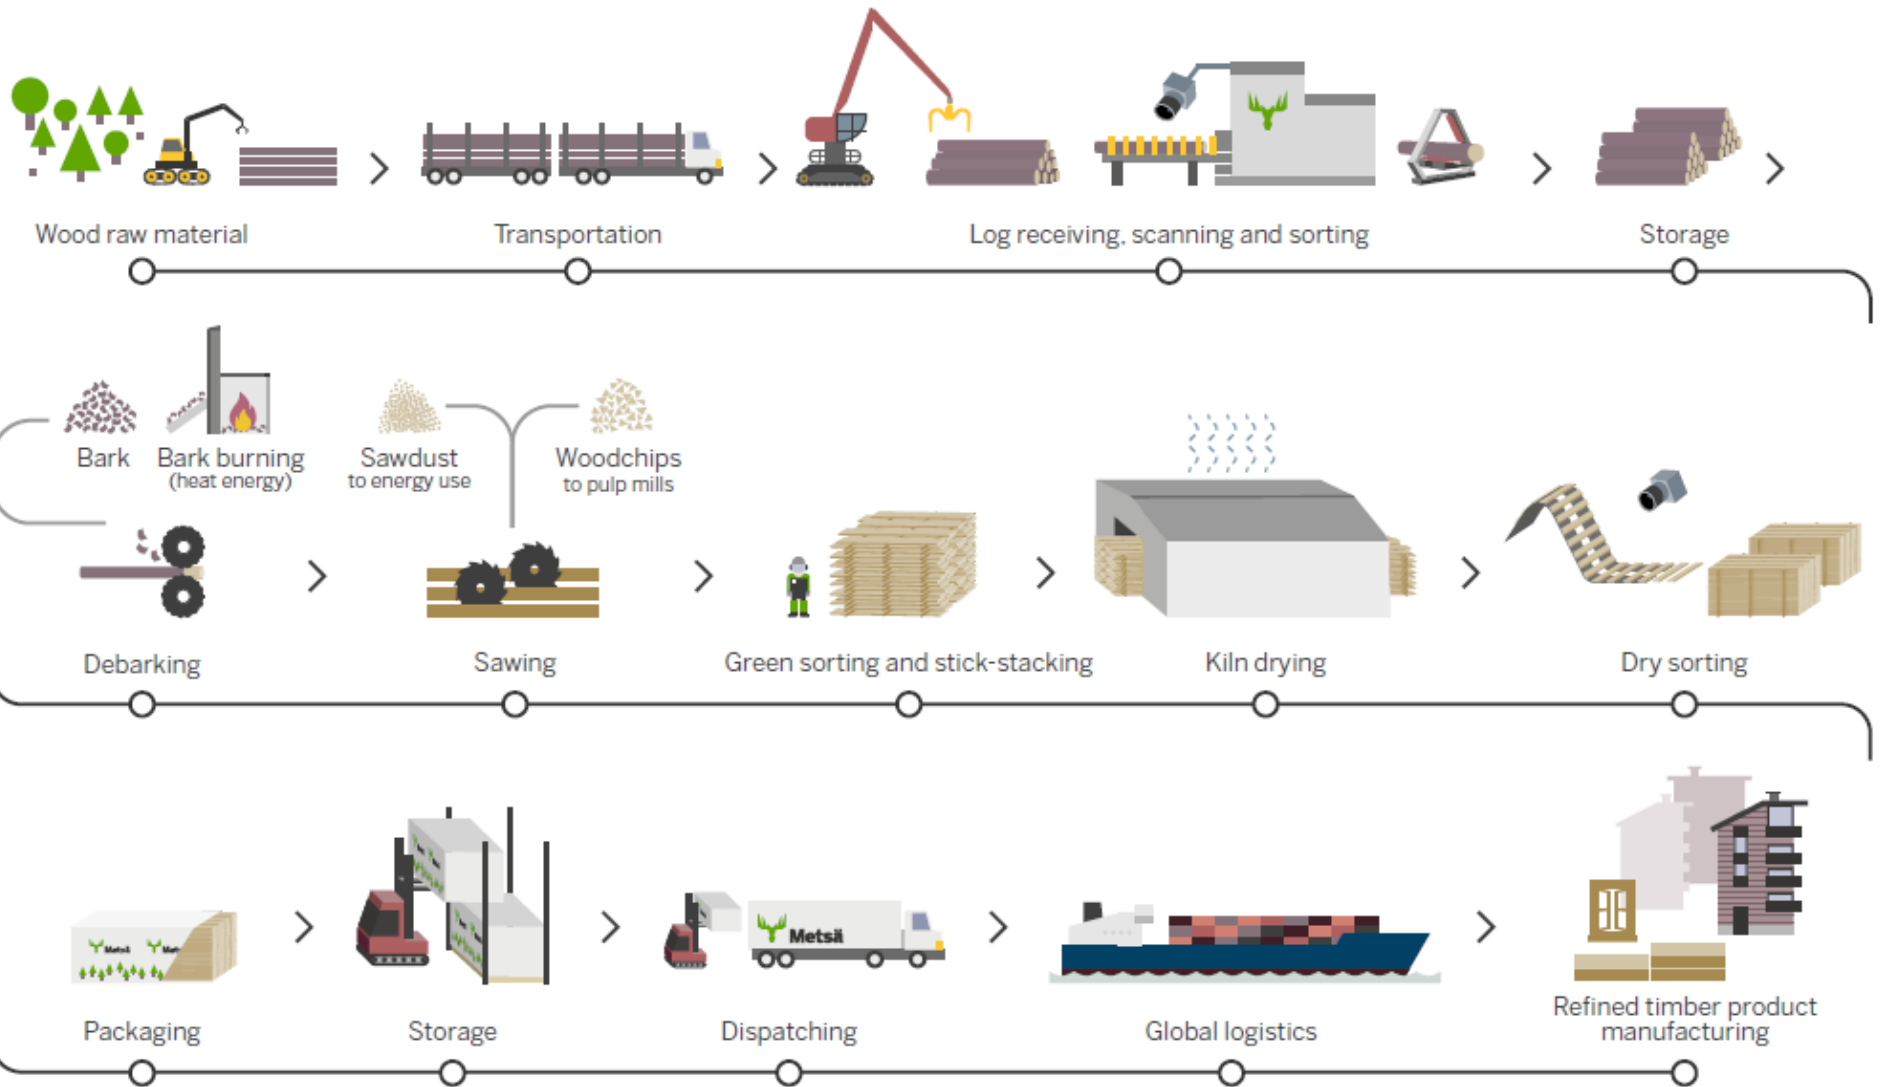 Wood raw material
Transportation
Log receiving, scanning and sorting
Storage
Bark
Bark burning
(heat energy)
Sawdust
to energy use
Woodchips
to pulp mills
Debarking
Sawing
Green sorting and stick-stacking
Kiln drying
Dry sorting
Metsä
Metsä
Packaging
Storage
Dispatching
Global logistics
Refined timber product
manufacturing